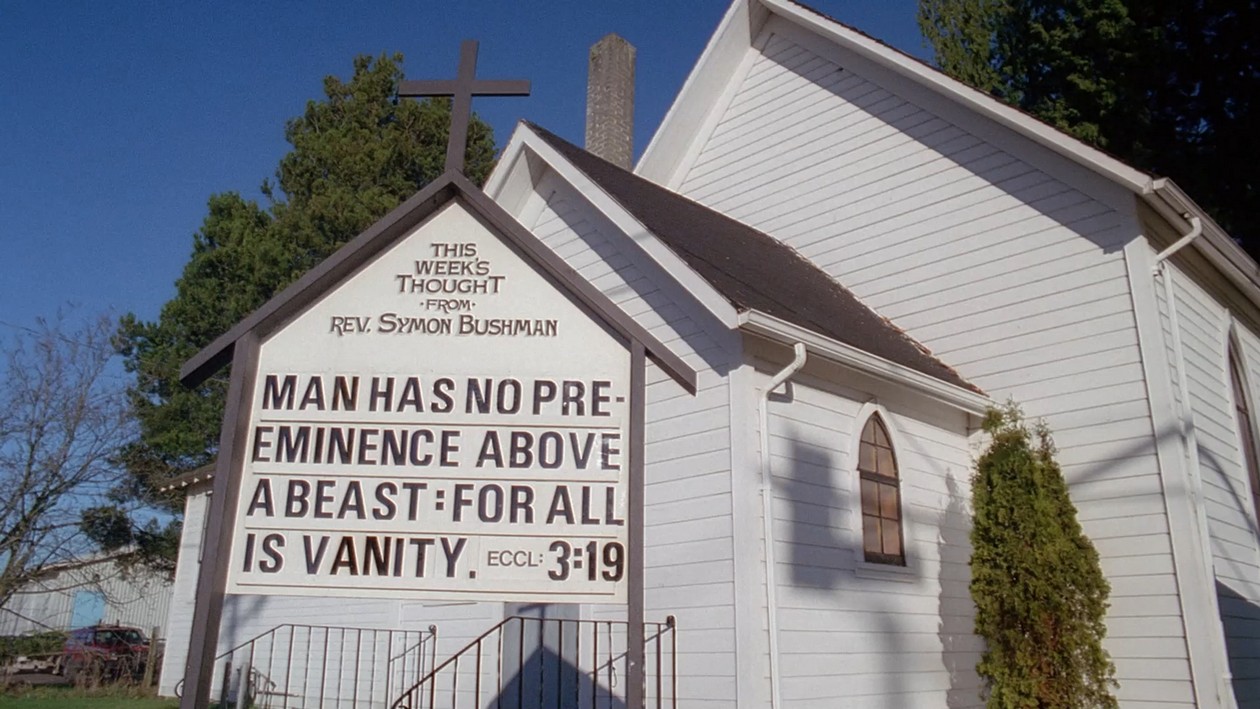 THIS
WEEK'S
THOUGHT
·FROM·
REV. SYMON BUSHMAN
MAN HAS NO PRE-
EMINENCE ABOVE
A BEAST: FOR ALL
IS VANITY. ECCL: 3:19